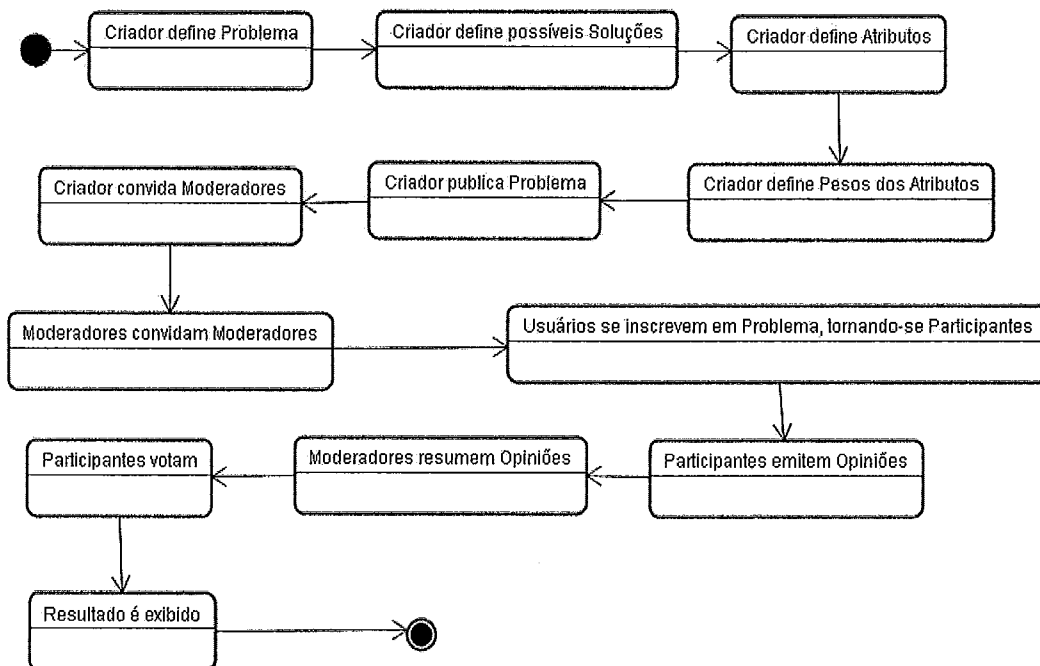 Criador define Problema
Criador define possíveis Soluções
Criador define Atributos
Criador define Pesos dos Atributos
Criador publica Problema
Criador convida Moderadores
Moderadores convidam Moderadores
Usuários se inscrevem em Problema, tornando-se Participantes
Participantes emitem Opiniões
Moderadores resumem Opiniões
Participantes votam
Resultado é exibido